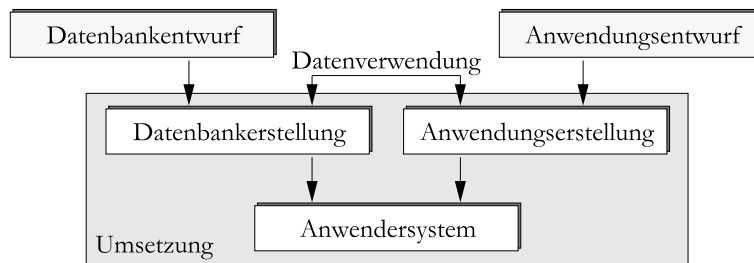 Datenbankentwurf
Anwendungsentwurf
Datenverwendung
Datenbankerstellung
Anwendungserstellung
Anwendersystem
Umsetzung